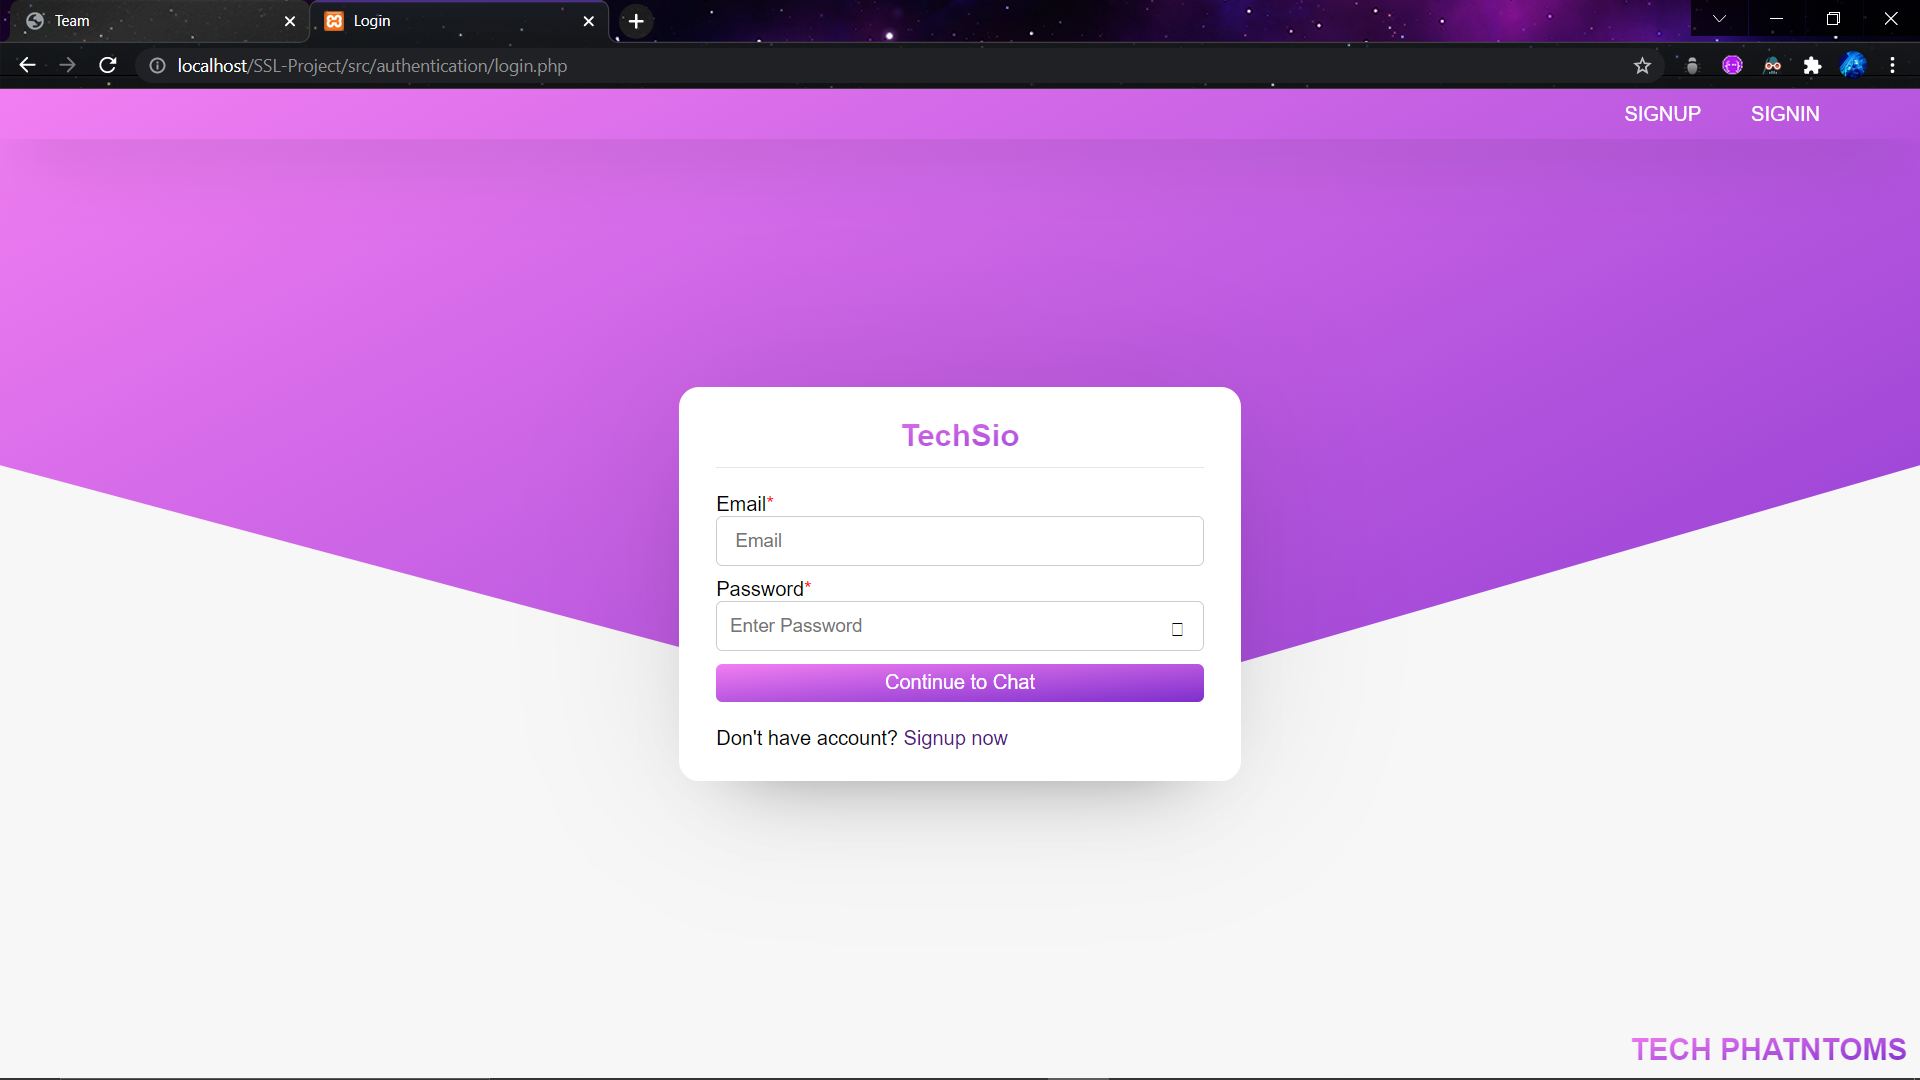 Team
Login
localhost/SSL-Project/src/authentication/login.php
SIGNUP SIGNIN
TechSio
Email*
Email
Password*
Enter Password
Continue to Chat
Don't have account? Signup now
TECH PHATNTOMS